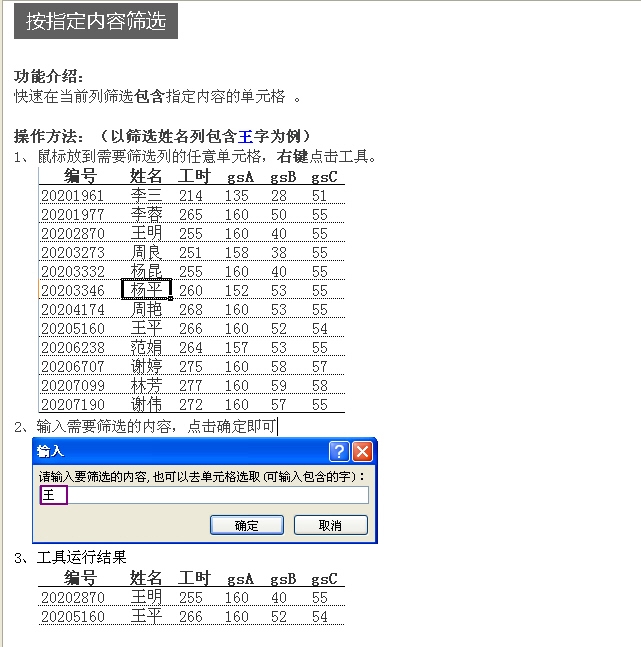 按指定内容筛选
功能介绍：
快速在当前列筛选包含指定内容的单元格 。
操作方法：（以筛选姓名列包含王字为例）
1、鼠标放到需要筛选列的任意单元格，右键点击工具。
编号 姓名 工时 gsA gsB gsC
20201961 李三 214 135 28 51
20201977 李蓉 265 160 50 55
20202870 王明 255 160 40 55
20203273 周良 251 158 38 55
20203332 杨昆 255 160 40 55
20203346 杨平 260 152 53 55
20204174 周艳 268 160 53 55
20205160 王平 266 160 52 54
20206238 范娟 264 157 53 55
20206707 谢婷 275 160 58 57
20207099 林芳 277 160 59 58
20207190 谢伟 272 160 57 55
2、输入需要筛选的内容，点击确定即可
输入
请输入要筛选的内容,也可以去单元格选取(可输入包含的字)：
王
确定 取消
3、工具运行结果
编号 姓名 工时 gsA gsB gsC
20202870 王明 255 160 40 55
20205160 王平 266 160 52 54